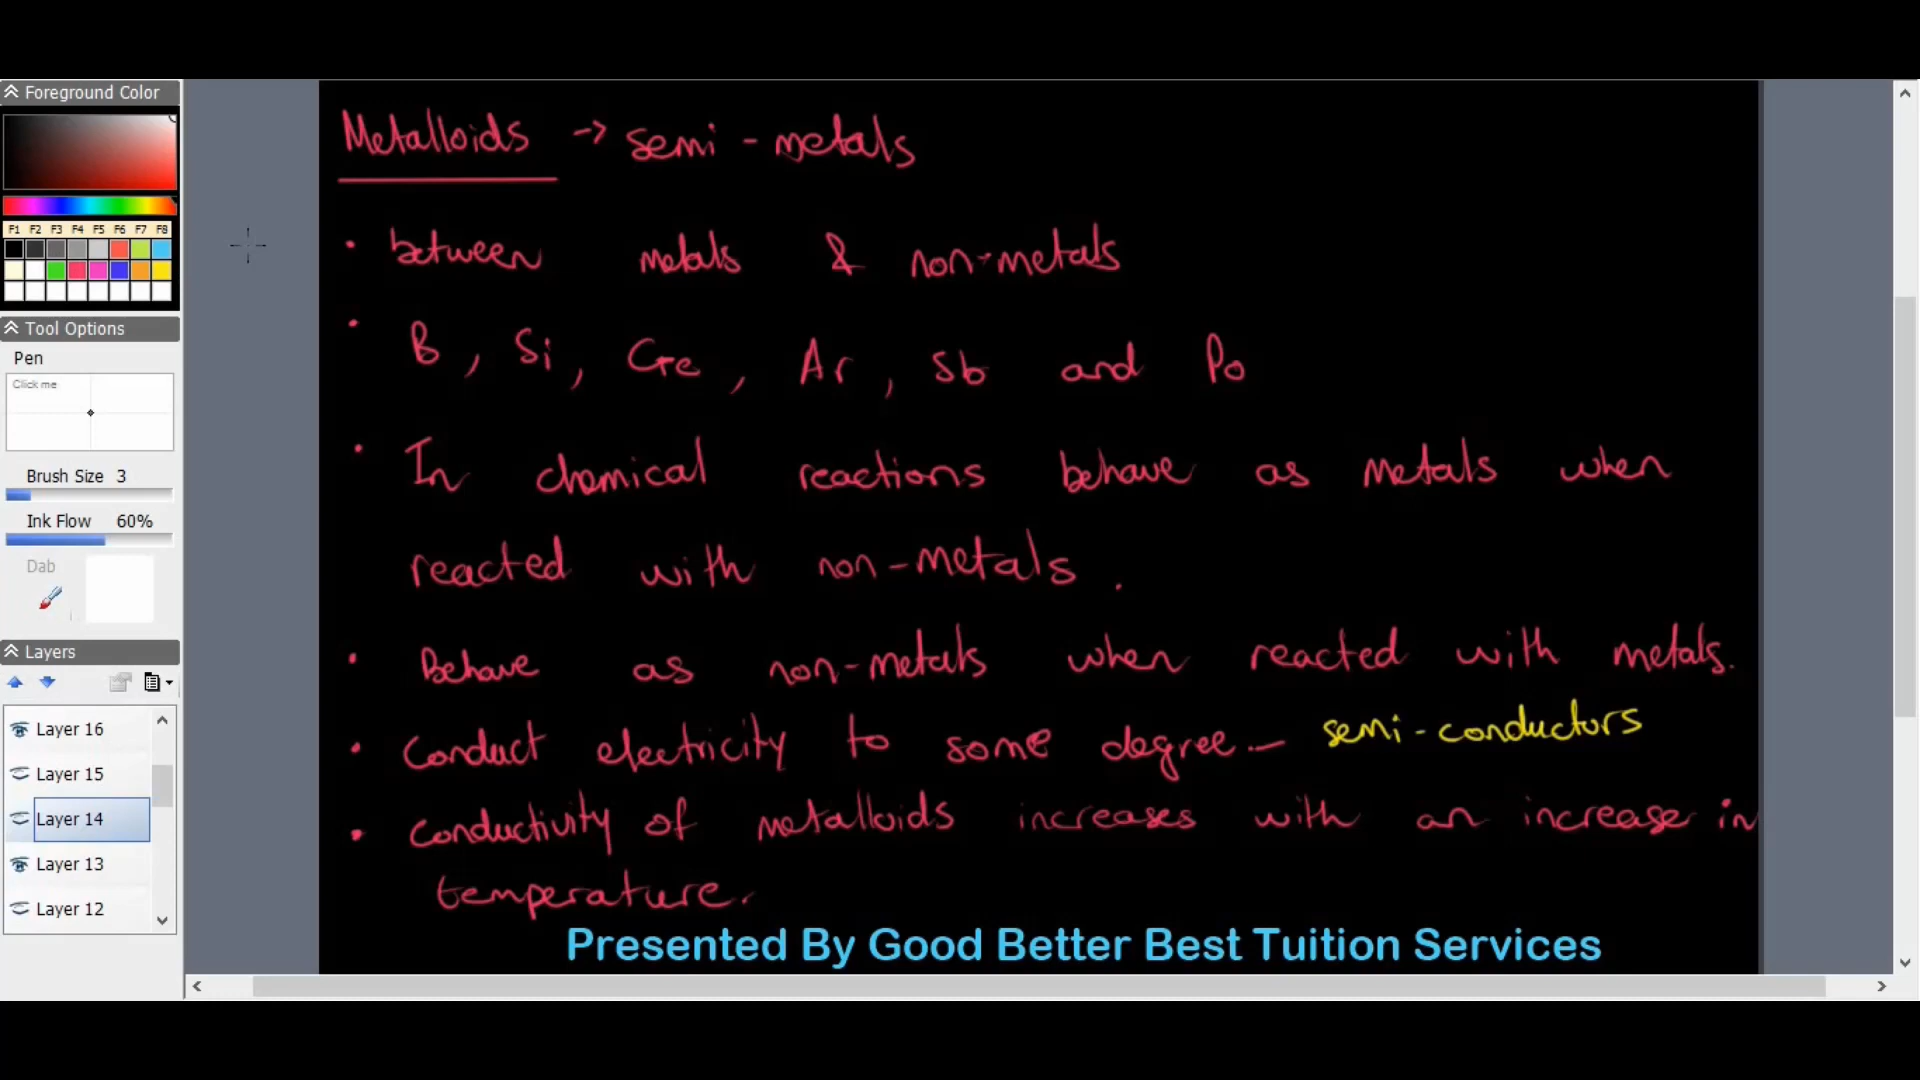 Foreground Color
F1 F2 F3 F4 F5 F6 F7 F8
Tool Options
Pen
Click me
Brush Size 3
Ink Flow 60%
Dab
Layers
Layer 16
Layer 15
Layer 14
Layer 13
Layer 12
Metalloids -> semi - metals
• between metals & non-metals
• B, Si, Ge, Ar, Sb and Po
• In chemical reactions behave as metals when
reacted with non-metals.
• Behave as non-metals when reacted with metals.
• Conduct electricity to some degree - semi-conductors
• Conductivity of metalloids increases with an increase in
temperature.
Presented By Good Better Best Tuition Services